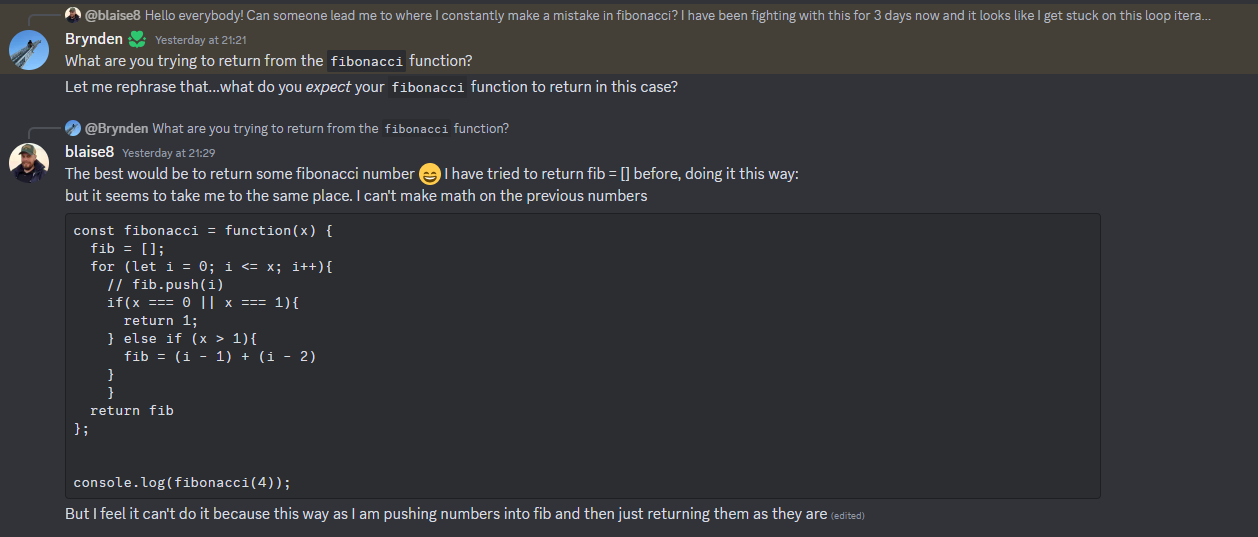 @blaise8 Hello everybody! Can someone lead me to where I constantly make a mistake in fibonacci? I have been fighting with this for 3 days now and it looks like I get stuck on this loop itera...
Brynden Yesterday at 21:21
What are you trying to return from the fibonacci function?
Let me rephrase that...what do you expect your fibonacci function to return in this case?
@Brynden What are you trying to return from the fibonacci function?
blaise8 Yesterday at 21:29
The best would be to return some fibonacci number 😄 I have tried to return fib = [] before, doing it this way:
but it seems to take me to the same place. I can't make math on the previous numbers
const fibonacci = function(x) {
  fib = [];
  for (let i = 0; i <= x; i++){
    // fib.push(i)
    if(x === 0 || x === 1){
      return 1;
    } else if (x > 1){
      fib = (i - 1) + (i - 2)
    }
    }
  return fib
};
console.log(fibonacci(4));
But I feel it can't do it because this way as I am pushing numbers into fib and then just returning them as they are (edited)